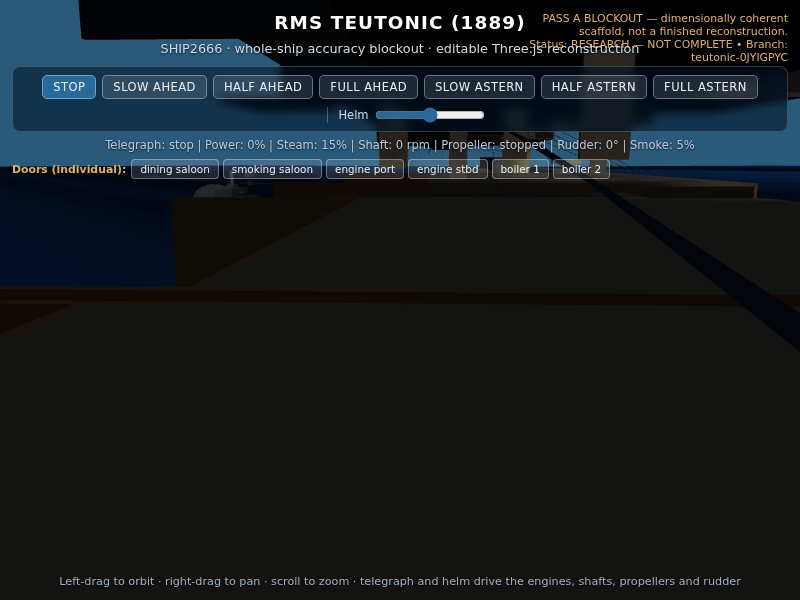 RMS TEUTONIC (1889)
PASS A BLOCKOUT — dimensionally coherent
scaffold, not a finished reconstruction.
Status: RESEARCH — NOT COMPLETE • Branch:
teutonic-0JYIGPYC
SHIP2666 · whole-ship accuracy blockout · editable Three.js reconstruction
STOP SLOW AHEAD HALF AHEAD FULL AHEAD SLOW ASTERN HALF ASTERN FULL ASTERN
Helm
Telegraph: stop | Power: 0% | Steam: 15% | Shaft: 0 rpm | Propeller: stopped | Rudder: 0° | Smoke: 5%
Doors (individual): dining saloon smoking saloon engine port engine stbd boiler 1 boiler 2
Left-drag to orbit · right-drag to pan · scroll to zoom · telegraph and helm drive the engines, shafts, propellers and rudder